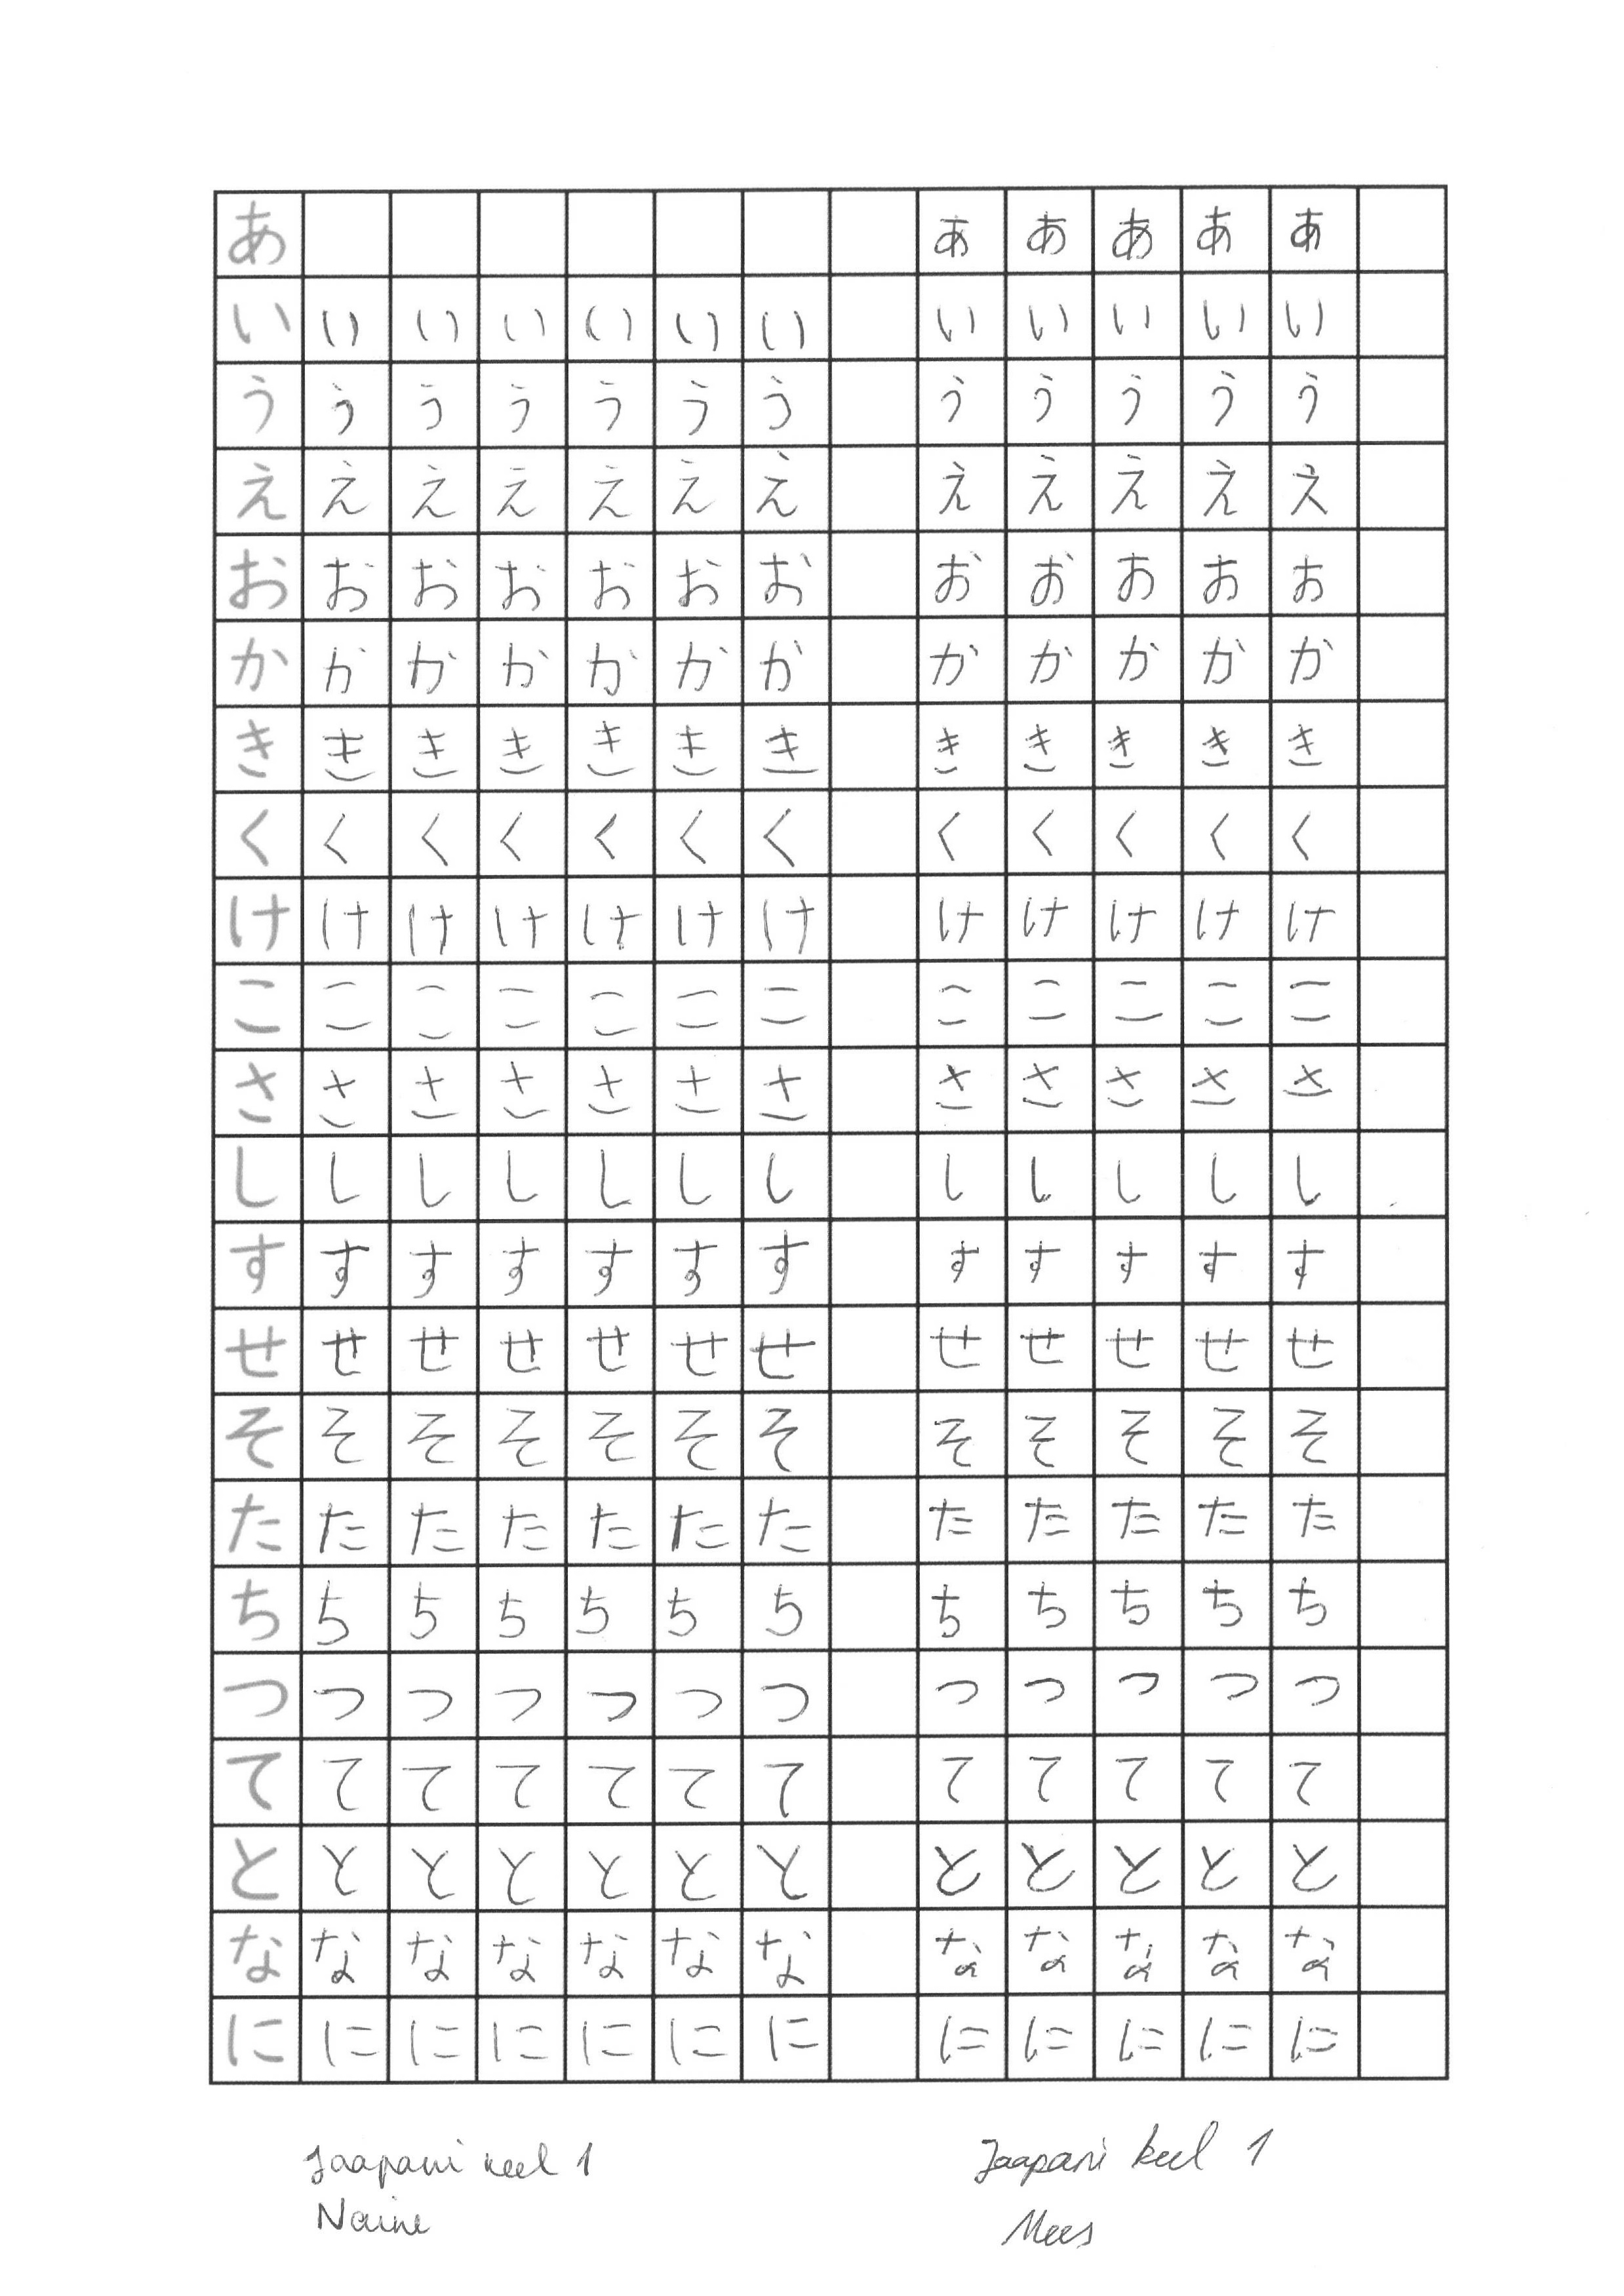 あ あ あ あ あ あ
い い い い い い い い い い い い
う う う う う う う う う う う う
え え え え え え え え え え え え
お お お お お お お お お お お お
か か か か か か か か か か か か
き き き き き き き き き き き き
く く く く く く く く く く く く
け け け け け け け け け け け け
こ こ こ こ こ こ こ こ こ こ こ こ
さ さ さ さ さ さ さ さ さ さ さ さ
し し し し し し し し し し し し
す す す す す す す す す す す す
せ せ せ せ せ せ せ せ せ せ せ せ
そ そ そ そ そ そ そ そ そ そ そ そ
た た た た た た た た た た た た
ち ち ち ち ち ち ち ち ち ち ち ち
つ つ つ つ つ つ つ つ つ つ つ つ
て て て て て て て て て て て て
と と と と と と と と と と と と
な な な な な な な な な な な な
に に に に に に に に に に に に
Jaapani keel 1 Jaapani keel 1
Naine Mees